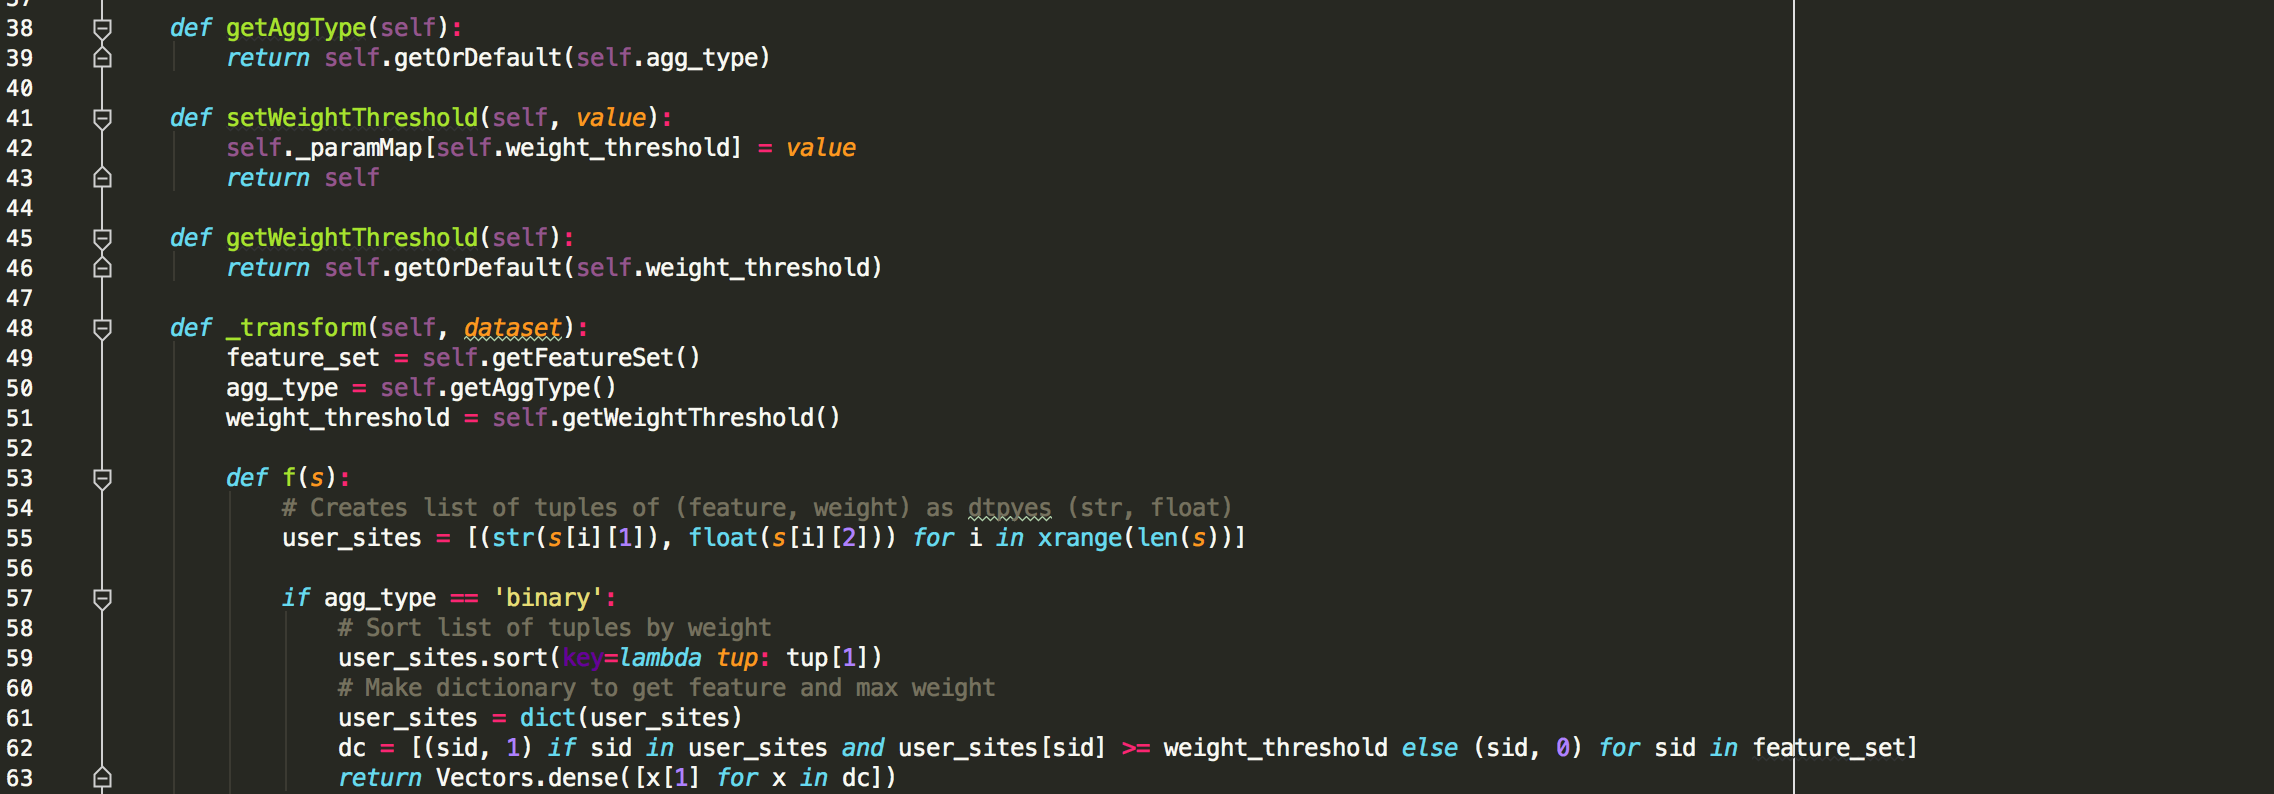 38 def getAggType(self):
39 return self.getOrDefault(self.agg_type)
40
41 def setWeightThreshold(self, value):
42 self._paramMap[self.weight_threshold] = value
43 return self
44
45 def getWeightThreshold(self):
46 return self.getOrDefault(self.weight_threshold)
47
48 def _transform(self, dataset):
49 feature_set = self.getFeatureSet()
50 agg_type = self.getAggType()
51 weight_threshold = self.getWeightThreshold()
52
53 def f(s):
54 # Creates list of tuples of (feature, weight) as dtpyes (str, float)
55 user_sites = [(str(s[i][1]), float(s[i][2])) for i in xrange(len(s))]
56
57 if agg_type == 'binary':
58 # Sort list of tuples by weight
59 user_sites.sort(key=lambda tup: tup[1])
60 # Make dictionary to get feature and max weight
61 user_sites = dict(user_sites)
62 dc = [(sid, 1) if sid in user_sites and user_sites[sid] >= weight_threshold else (sid, 0) for sid in feature_set]
63 return Vectors.dense([x[1] for x in dc])